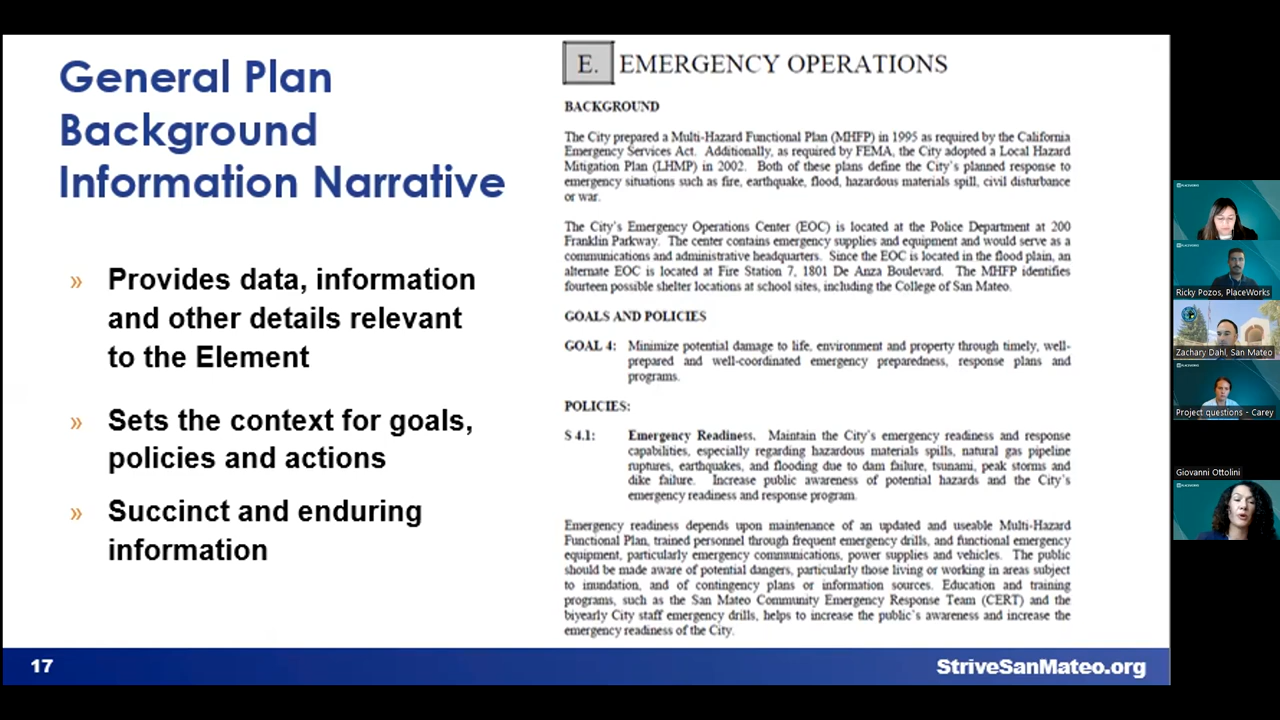 General Plan
Background
Information Narrative
» Provides data, information
and other details relevant
to the Element
» Sets the context for goals,
policies and actions
» Succinct and enduring
information
E. EMERGENCY OPERATIONS
BACKGROUND
The City prepared a Multi-Hazard Functional Plan (MHFP) in 1995 as required by the California
Emergency Services Act. Additionally, as required by FEMA, the City adopted a Local Hazard
Mitigation Plan (LHMP) in 2002. Both of these plans define the City's planned response to
emergency situations such as fire, earthquake, flood, hazardous materials spill, civil disturbance
or war.
The City's Emergency Operations Center (EOC) is located at the Police Department at 200
Franklin Parkway. The center contains emergency supplies and equipment and would serve as a
communications and administrative headquarters. Since the EOC is located in the flood plain, an
alternate EOC is located at Fire Station 7, 1801 De Anza Boulevard. The MHFP identifies
fourteen possible shelter locations at school sites, including the College of San Mateo.
GOALS AND POLICIES
GOAL 4: Minimize potential damage to life, environment and property through timely, well-
prepared and well-coordinated emergency preparedness, response plans and
programs.
POLICIES:
S 4.1: Emergency Readiness. Maintain the City's emergency readiness and response
capabilities, especially regarding hazardous materials spills, natural gas pipeline
ruptures, earthquakes, and flooding due to dam failure, tsunami, peak storms and
dike failure. Increase public awareness of potential hazards and the City's
emergency readiness and response program.
Emergency readiness depends upon maintenance of an updated and useable Multi-Hazard
Functional Plan, trained personnel through frequent emergency drills, and functional emergency
equipment, particularly emergency communications, power supplies and vehicles. The public
should be made aware of potential dangers, particularly those living or working in areas subject
to inundation, and of contingency plans or information sources. Education and training
programs, such as the San Mateo Community Emergency Response Team (CERT) and the
biyearly City staff emergency drills, helps to increase the public's awareness and increase the
emergency readiness of the City.
17
StriveSanMateo.org
PLACEWORKS
PLACEWORKS
Ricky Pozos, PlaceWorks
Zachary Dahl, San Mateo
PLACEWORKS
Project questions - Carey
Giovanni Ottolini
PLACEWORKS